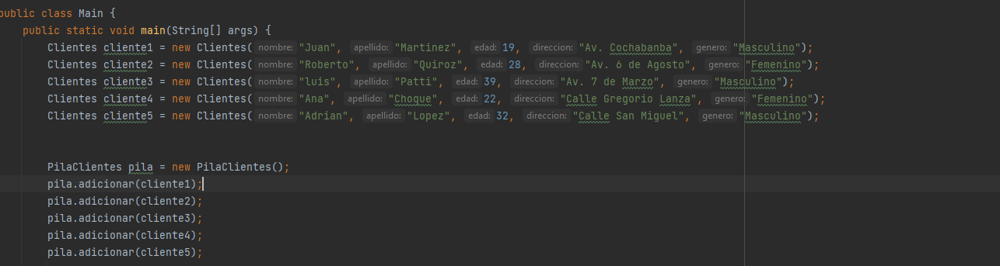 public class Main {
public static void main(String[] args) {
Clientes cliente1 = new Clientes( nombre: "Juan", apellido: "Martinez", edad: 19, direccion: "Av. Cochabanba", genero: "Masculino");
Clientes cliente2 = new Clientes( nombre: "Roberto", apellido: "Quiroz", edad: 28, direccion: "Av. 6 de Agosto", genero: "Femenino");
Clientes cliente3 = new Clientes( nombre: "luis", apellido: "Patti", edad: 39, direccion: "Av. 7 de Marzo", genero: "Masculino");
Clientes cliente4 = new Clientes( nombre: "Ana", apellido: "Choque", edad: 22, direccion: "Calle Gregorio Lanza", genero: "Femenino");
Clientes cliente5 = new Clientes( nombre: "Adrian", apellido: "Lopez", edad: 32, direccion: "Calle San Miguel", genero: "Masculino");
PilaClientes pila = new PilaClientes();
pila.adicionar(cliente1);
pila.adicionar(cliente2);
pila.adicionar(cliente3);
pila.adicionar(cliente4);
pila.adicionar(cliente5);